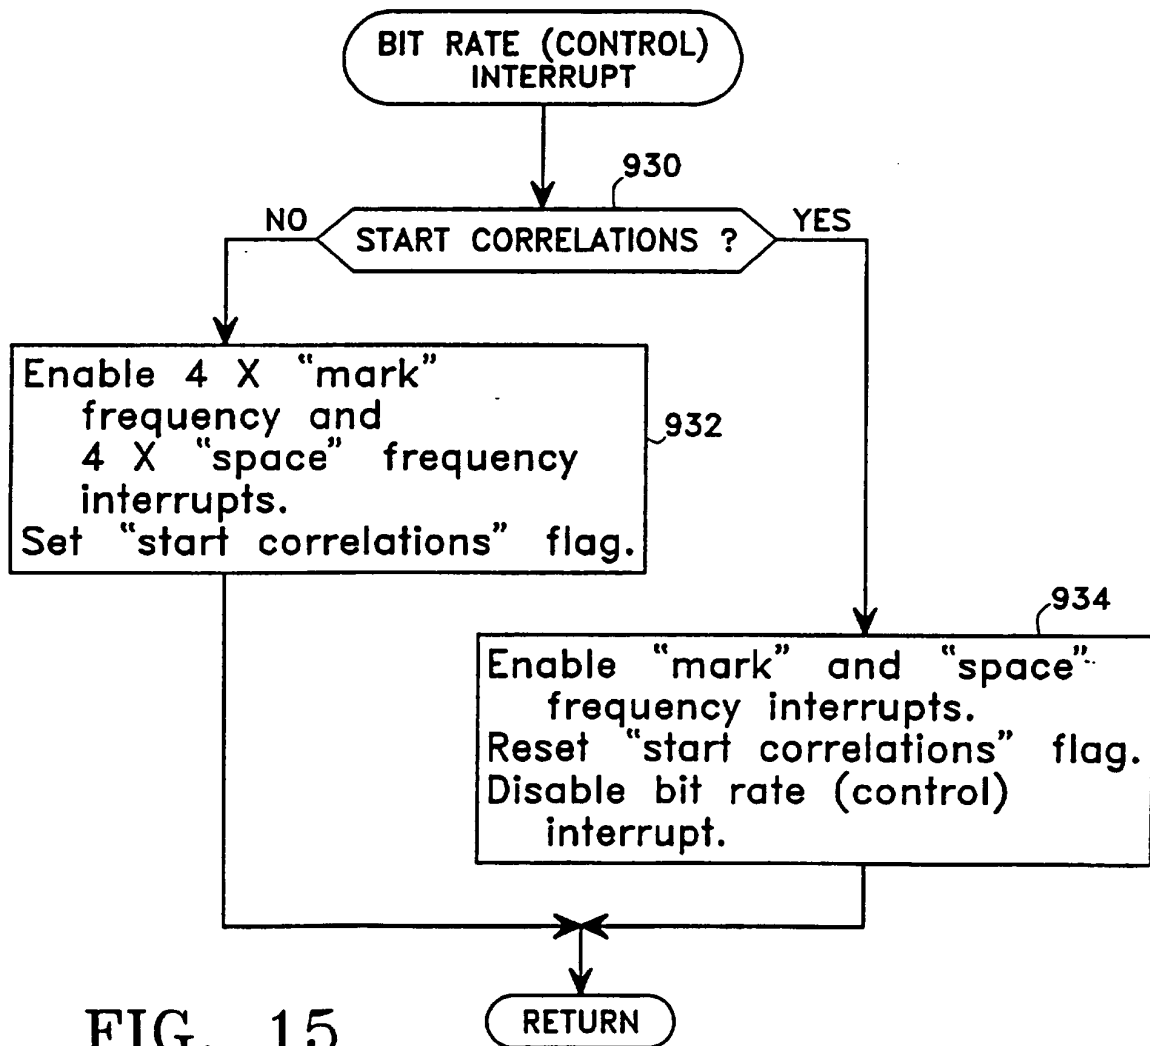 BIT RATE (CONTROL)
INTERRUPT
930
NO
START CORRELATIONS ?
YES
Enable 4 X “mark”
frequency and
4 X “space” frequency
interrupts.
Set “start correlations” flag.
932
934
Enable “mark” and “space”
frequency interrupts.
Reset “start correlations” flag.
Disable bit rate (control)
interrupt.
RETURN
FIG. 15